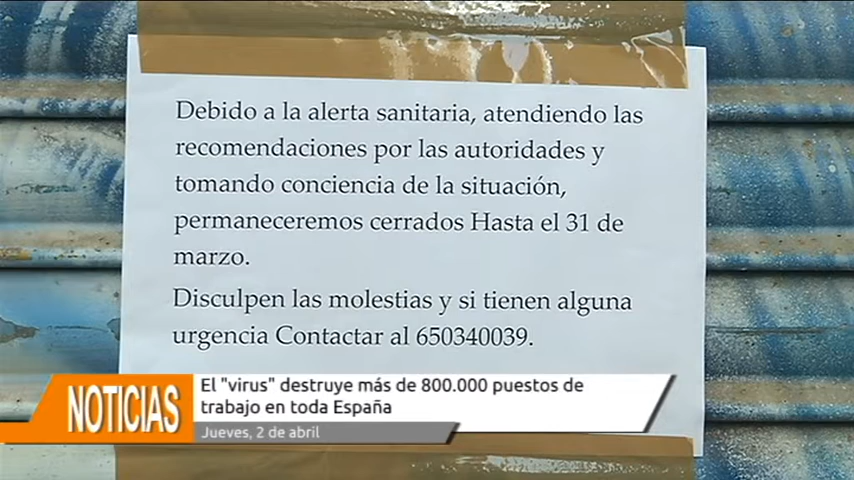 Debido a la alerta sanitaria, atendiendo las
recomendaciones por las autoridades y
tomando conciencia de la situación,
permaneceremos cerrados Hasta el 31 de
marzo.
Disculpen las molestias y si tienen alguna
urgencia Contactar al 650340039.
NOTICIAS
El "virus" destruye más de 800.000 puestos de
trabajo en toda España
Jueves, 2 de abril